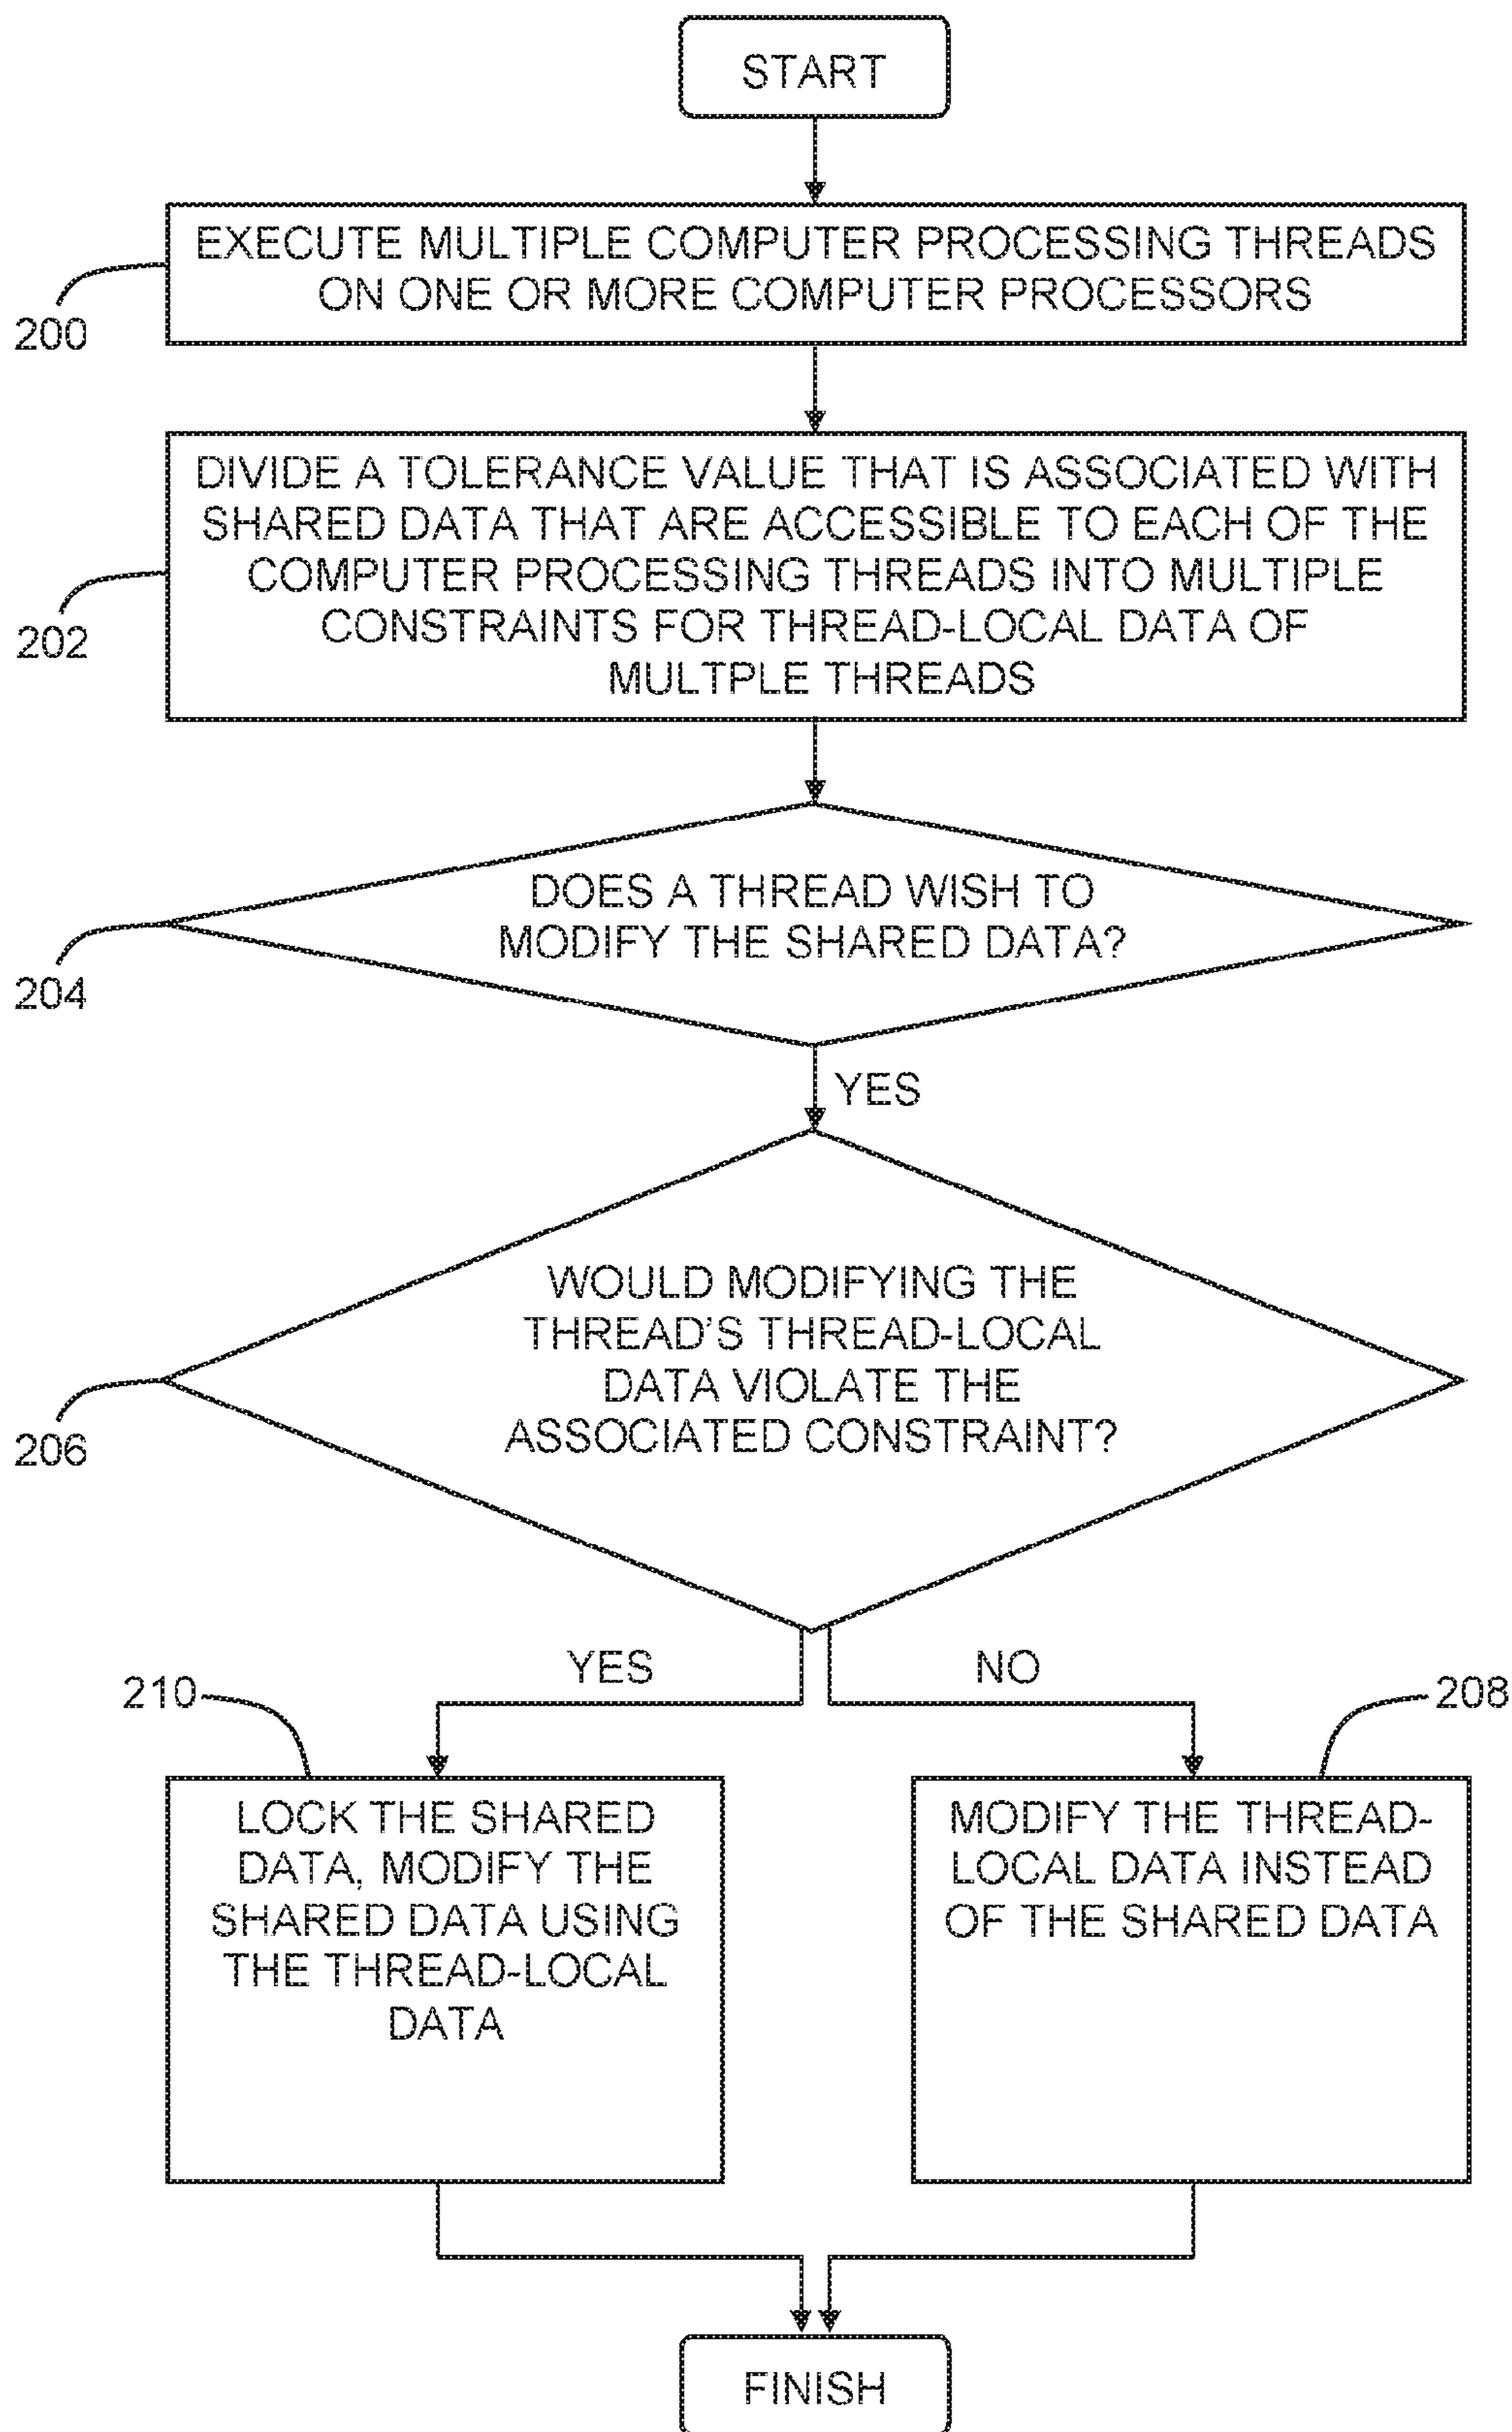 START
EXECUTE MULTIPLE COMPUTER PROCESSING THREADS
ON ONE OR MORE COMPUTER PROCESSORS
200
DIVIDE A TOLERANCE VALUE THAT IS ASSOCIATED WITH
SHARED DATA THAT ARE ACCESSIBLE TO EACH OF THE
COMPUTER PROCESSING THREADS INTO MULTIPLE
CONSTRAINTS FOR THREAD-LOCAL DATA OF
MULTPLE THREADS
202
DOES A THREAD WISH TO
MODIFY THE SHARED DATA?
204
YES
WOULD MODIFYING THE
THREAD'S THREAD-LOCAL
DATA VIOLATE THE
ASSOCIATED CONSTRAINT?
206
YES
NO
210
208
LOCK THE SHARED
DATA, MODIFY THE
SHARED DATA USING
THE THREAD-LOCAL
DATA
MODIFY THE THREAD-
LOCAL DATA INSTEAD
OF THE SHARED DATA
FINISH